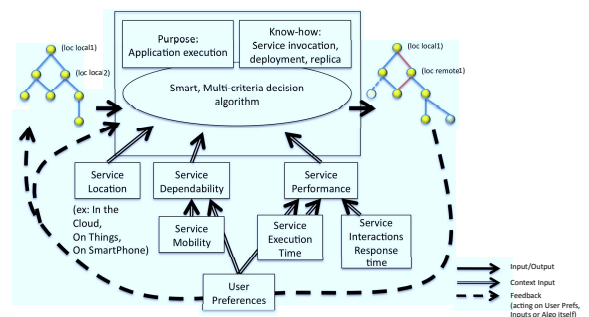 Purpose:
Application execution
Know-how:
Service invocation,
deployment, replica
(loc local1)
(loc local2)
Smart, Multi-criteria decision
algorithm
(loc local1)
(loc remote1)
Service
Location
Service
Dependability
Service
Performance
(ex: In the
Cloud,
On Things,
On SmartPhone)
Service
Mobility
Service
Execution
Time
Service
Interactions
Response
time
User
Preferences
Input/Output
Context Input
Feedback
(acting on User Prefs,
Inputs or Algo itself)